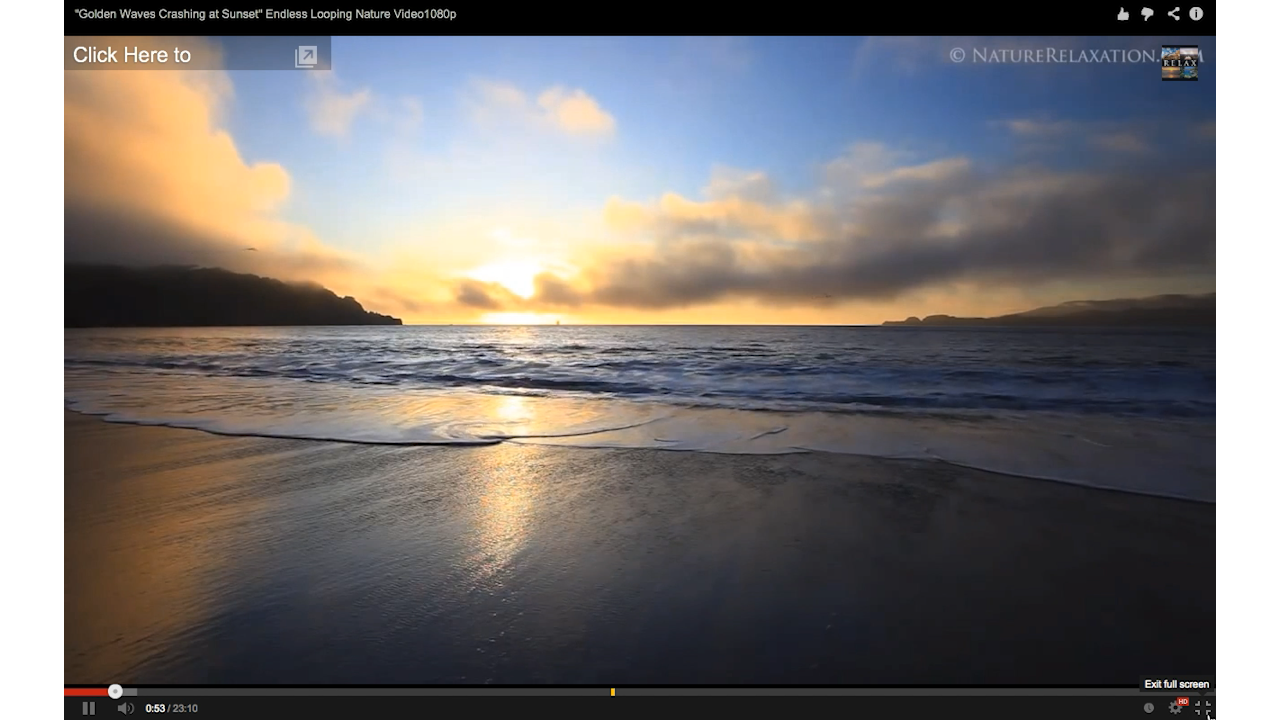 "Golden Waves Crashing at Sunset" Endless Looping Nature Video1080p
Click Here to
© NATURERELAXATION.
RELAX
Exit full screen
0:53 / 23:10
HD